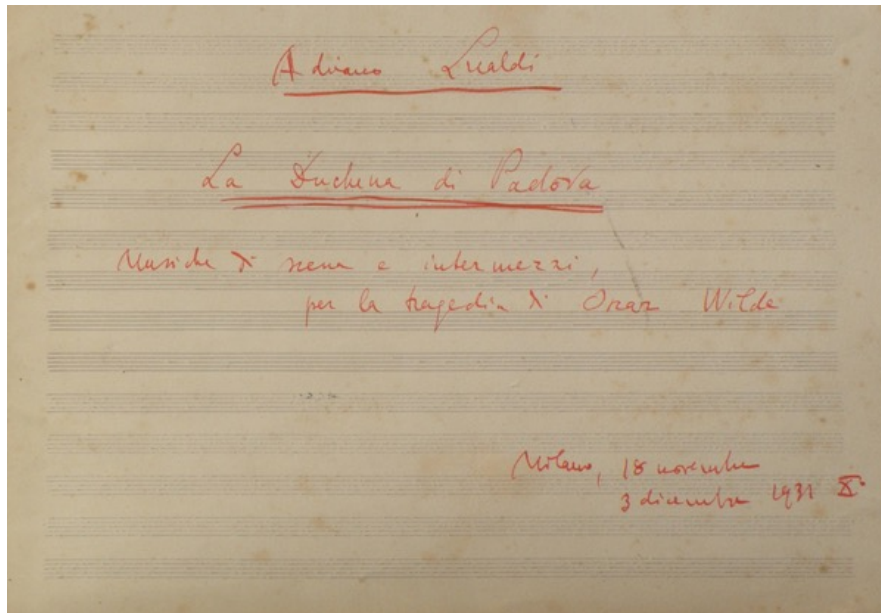 Adriano Lualdi
La Duchessa di Padova
Musiche di scena e intermezzi,
per la tragedia di Oscar Wilde
Milano, 18 novembre
3 dicembre 1931 X°